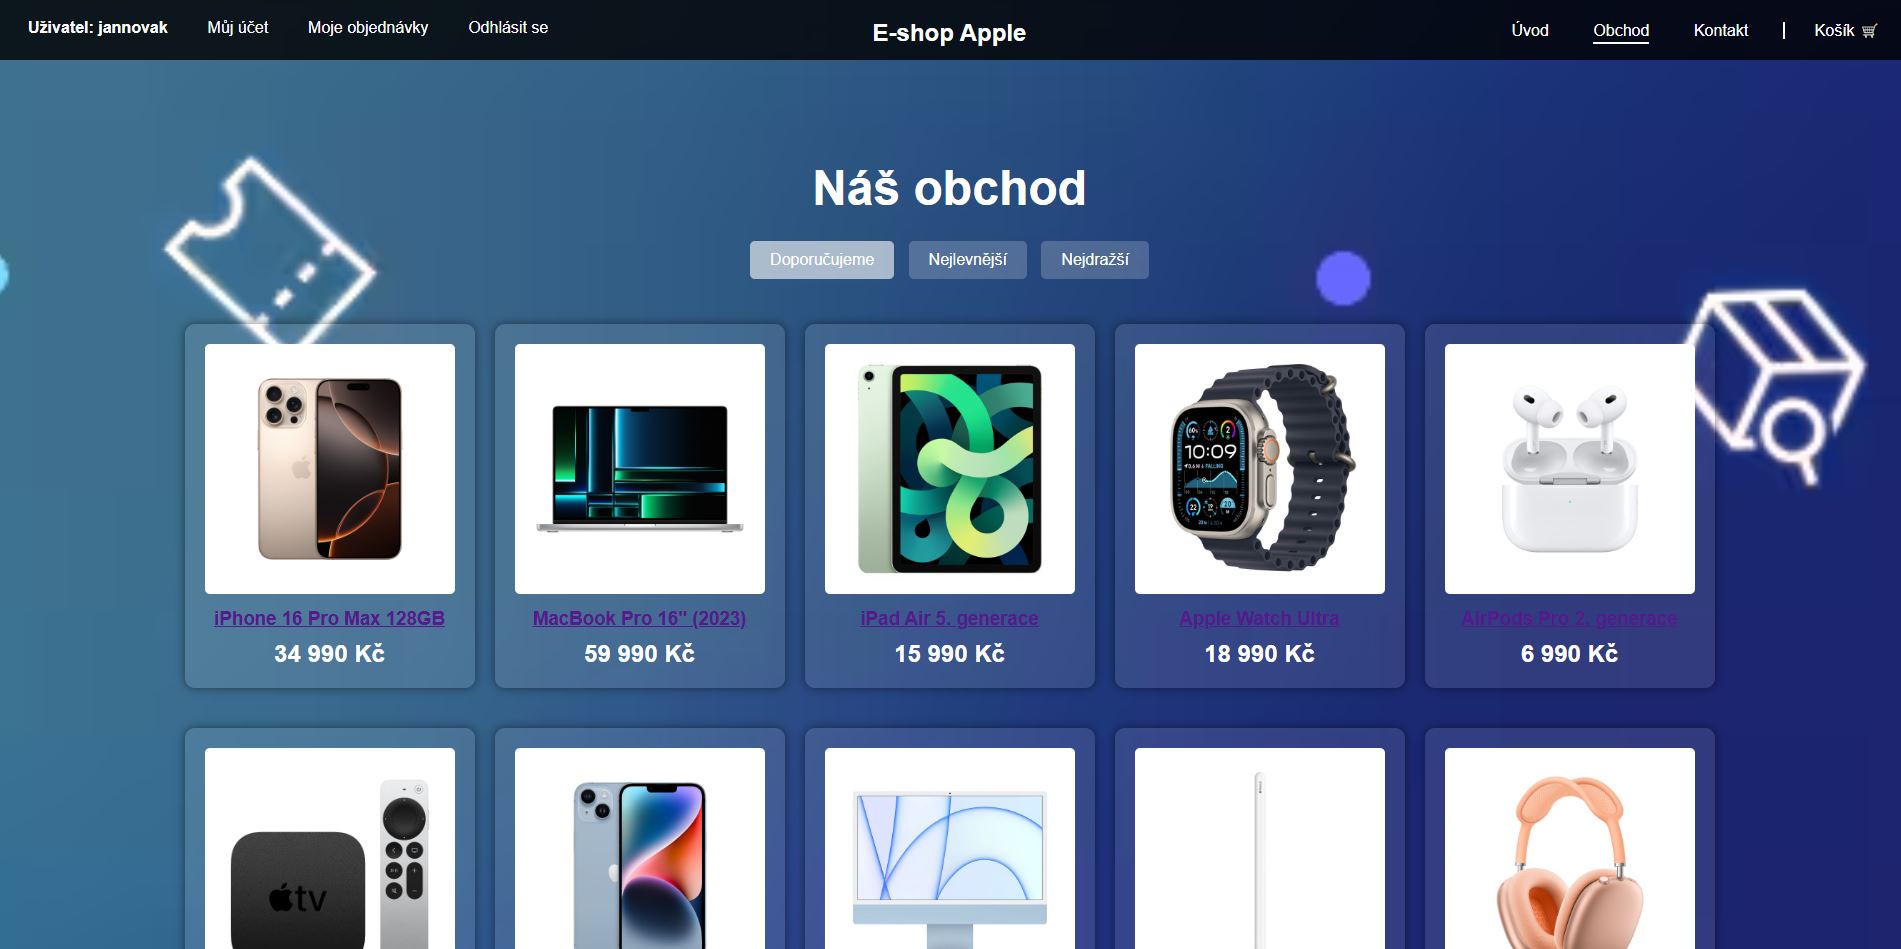 Uživatel: jannovak Můj účet Moje objednávky Odhlásit se E-shop Apple Úvod Obchod Kontakt | Košík
Náš obchod
Doporučujeme Nejlevnější Nejdražší
10:09
tv
iPhone 16 Pro Max 128GB
34 990 Kč
MacBook Pro 16" (2023)
59 990 Kč
iPad Air 5. generace
15 990 Kč
Apple Watch Ultra
18 990 Kč
AirPods Pro 2. generace
6 990 Kč